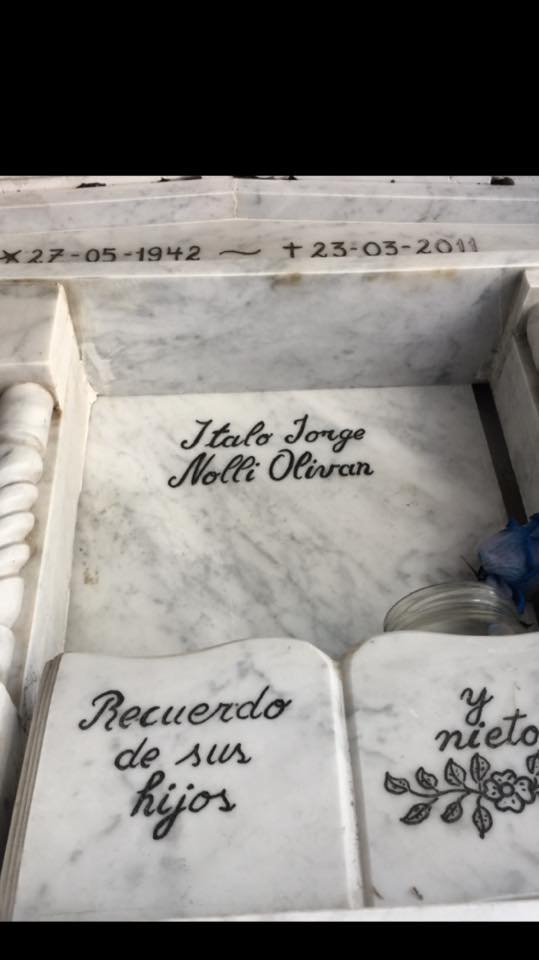 *27-05-1942 ~ †23-03-2011
Italo Jorge
Nolli Olivan
Recuerdo
de sus
hijos
y
nieto